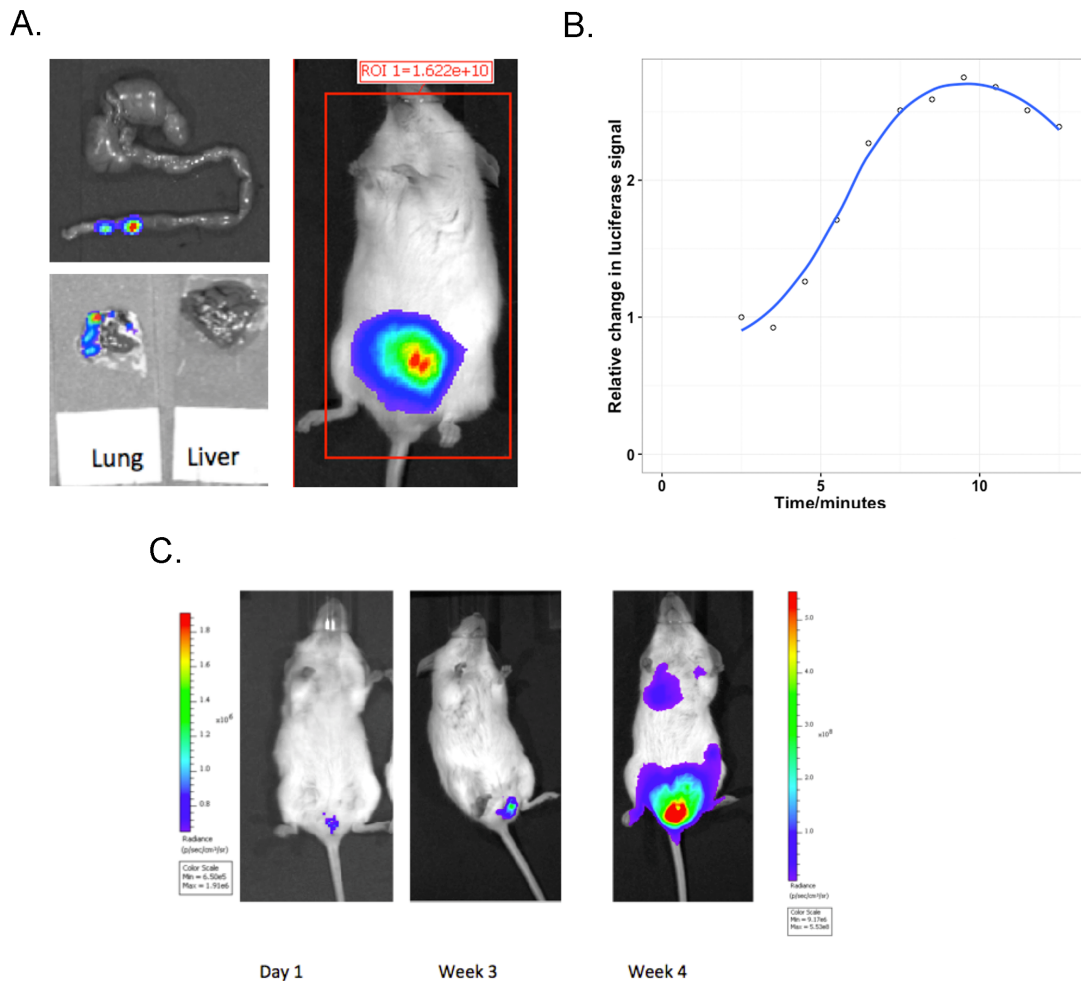 A.
B.
ROI 1=1.622e+10
Lung
Liver
Relative change in luciferase signal
2
1
0
0
5
10
Time/minutes
C.
1.8
1.6
1.4
x10⁶
1.2
1.0
0.8
Radiance
(p/sec/cm²/sr)
Color Scale
Min = 6.50e5
Max = 1.91e6
5.0
4.0
3.0
x10⁸
2.0
1.0
Radiance
(p/sec/cm²/sr)
Color Scale
Min = 9.17e6
Max = 5.53e8
Day 1
Week 3
Week 4